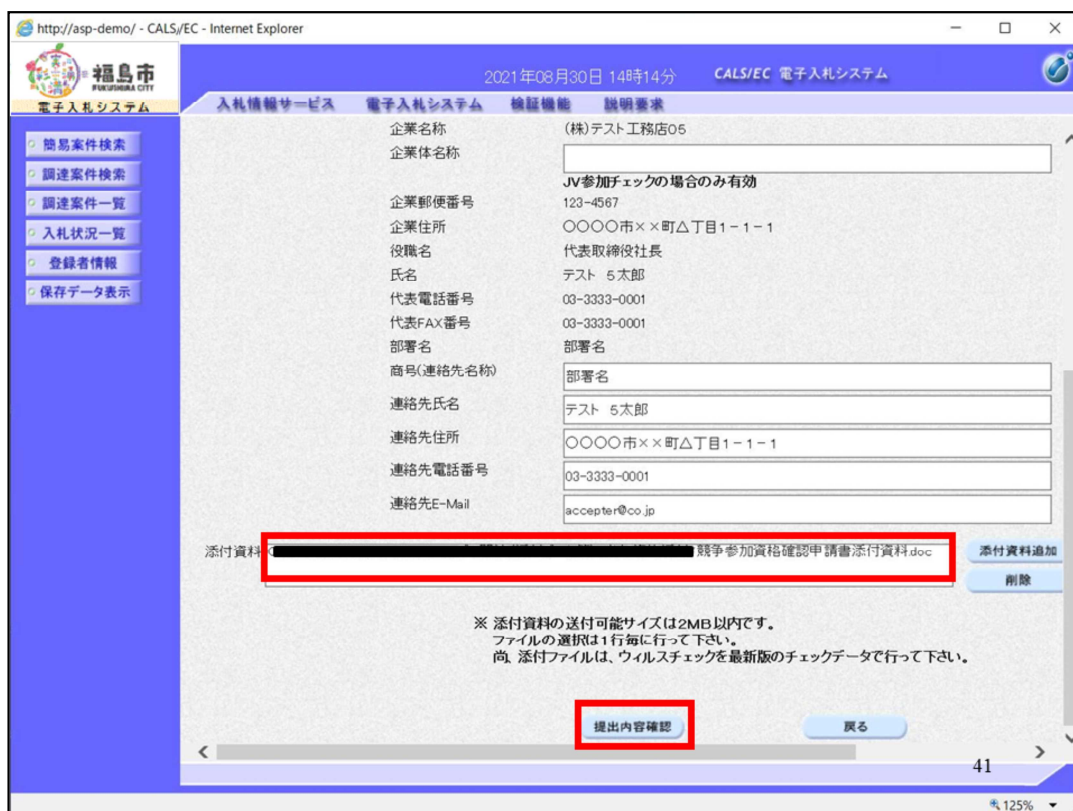 http://asp-demo/ - CALS/EC - Internet Explorer
福島市
FUKUSHIMA CITY
電子入札システム
2021年08月30日 14時14分
CALS/EC 電子入札システム
入札情報サービス 電子入札システム 検証機能 説明要求
簡易案件検索
調達案件検索
調達案件一覧
入札状況一覧
登録者情報
保存データ表示
企業名称 (株)テスト工務店05
企業体名称
JV参加チェックの場合のみ有効
企業郵便番号 123-4567
企業住所 〇〇〇〇市××町△丁目1-1-1
役職名 代表取締役社長
氏名 テスト 5太郎
代表電話番号 03-3333-0001
代表FAX番号 03-3333-0001
部署名 部署名
商号(連絡先名称) 部署名
連絡先氏名 テスト 5太郎
連絡先住所 〇〇〇〇市××町△丁目1-1-1
連絡先電話番号 03-3333-0001
連絡先E-Mail accepter@co.jp
添付資料 競争参加資格確認申請書添付資料.doc 添付資料追加
削除
※ 添付資料の送付可能サイズは2MB以内です。
ファイルの選択は1行毎に行って下さい。
尚、添付ファイルは、ウィルスチェックを最新版のチェックデータで行って下さい。
提出内容確認 戻る
41
125%